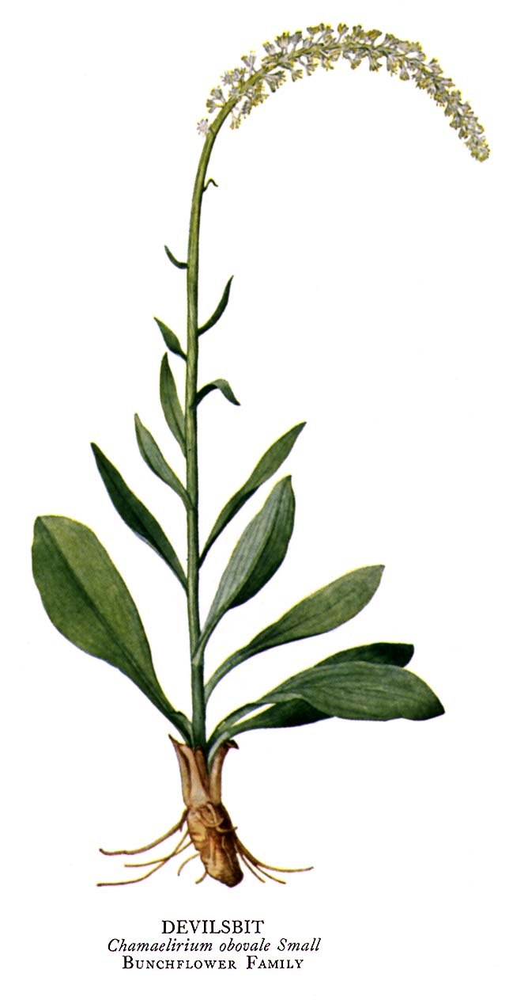 DEVILSBIT
Chamaelirium obovale Small
BUNCHFLOWER FAMILY